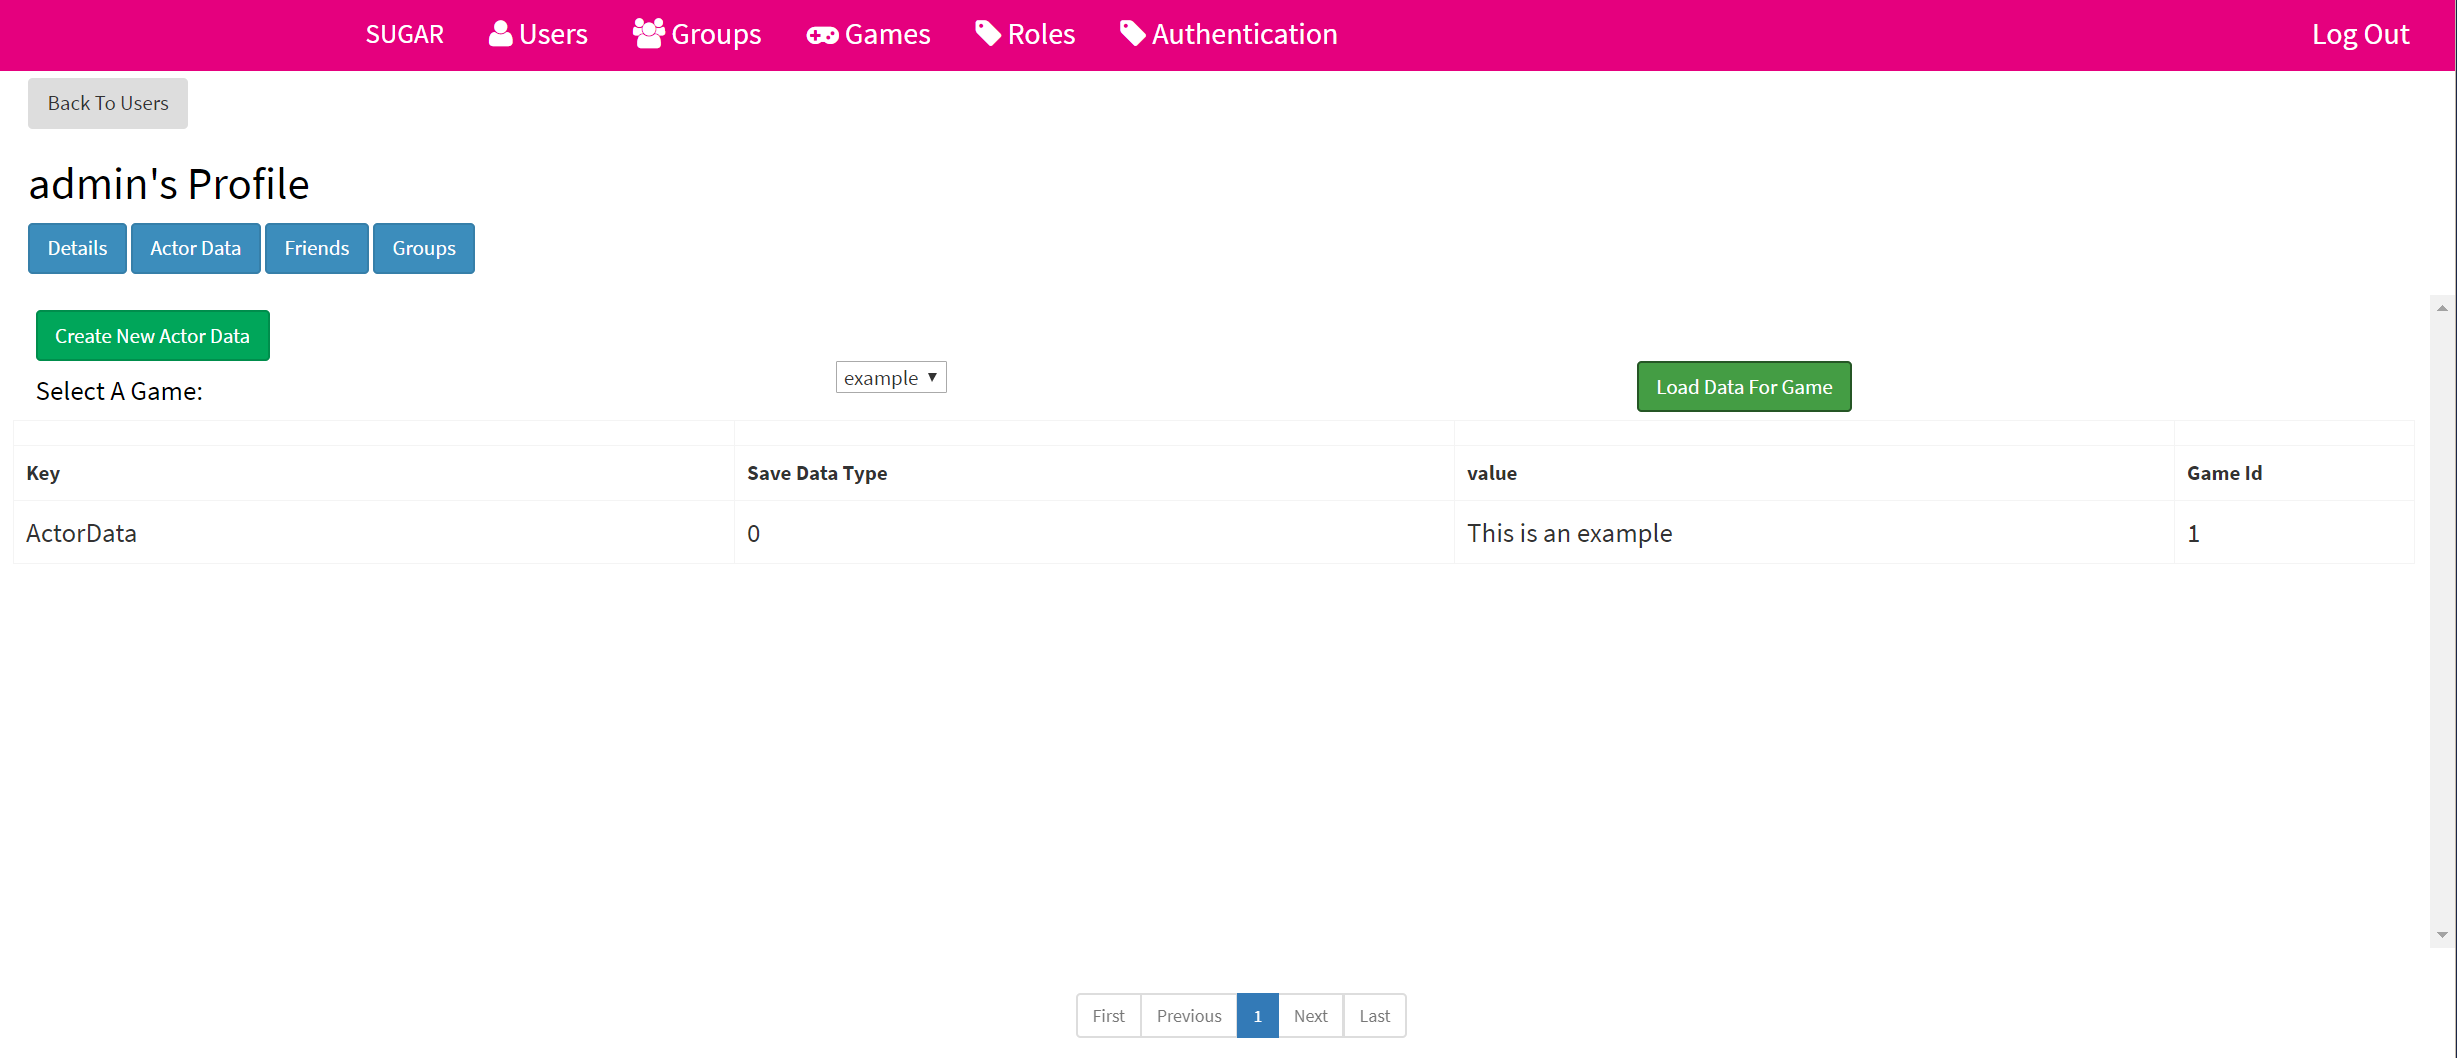 SUGAR Users Groups Games Roles Authentication Log Out
Back To Users
admin's Profile
Details Actor Data Friends Groups
Create New Actor Data
Select A Game: example Load Data For Game
Key Save Data Type value Game Id
ActorData 0 This is an example 1
First Previous 1 Next Last